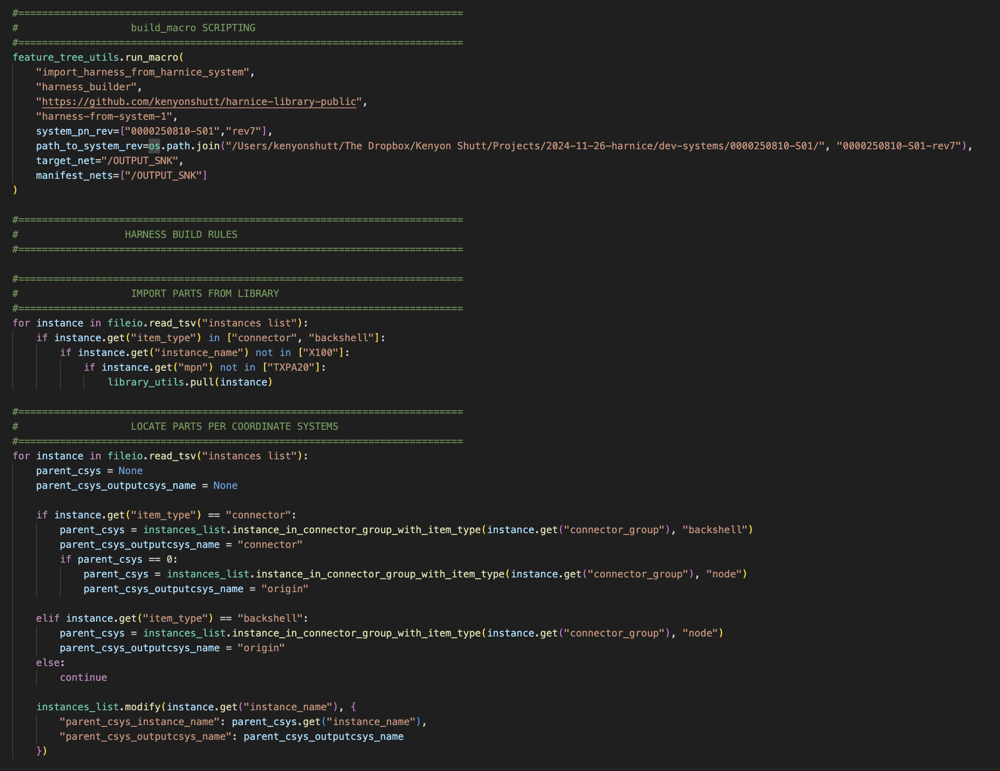 #===========================================================================
#                   build_macro SCRIPTING
#===========================================================================
feature_tree_utils.run_macro(
    "import_harness_from_harnice_system",
    "harness_builder",
    "https://github.com/kenyonshutt/harnice-library-public",
    "harness-from-system-1",
    system_pn_rev=["0000250810-S01","rev7"],
    path_to_system_rev=os.path.join("/Users/kenyonshutt/The Dropbox/Kenyon Shutt/Projects/2024-11-26-harnice/dev-systems/0000250810-S01/", "0000250810-S01-rev7"),
    target_net="/OUTPUT_SNK",
    manifest_nets=["/OUTPUT_SNK"]
)
#===========================================================================
#                  HARNESS BUILD RULES
#===========================================================================
#===========================================================================
#                   IMPORT PARTS FROM LIBRARY
#===========================================================================
for instance in fileio.read_tsv("instances list"):
    if instance.get("item_type") in ["connector", "backshell"]:
        if instance.get("instance_name") not in ["X100"]:
            if instance.get("mpn") not in ["TXPA20"]:
                library_utils.pull(instance)
#===========================================================================
#                   LOCATE PARTS PER COORDINATE SYSTEMS
#===========================================================================
for instance in fileio.read_tsv("instances list"):
    parent_csys = None
    parent_csys_outputcsys_name = None
    if instance.get("item_type") == "connector":
        parent_csys = instances_list.instance_in_connector_group_with_item_type(instance.get("connector_group"), "backshell")
        parent_csys_outputcsys_name = "connector"
        if parent_csys == 0:
            parent_csys = instances_list.instance_in_connector_group_with_item_type(instance.get("connector_group"), "node")
            parent_csys_outputcsys_name = "origin"
    elif instance.get("item_type") == "backshell":
        parent_csys = instances_list.instance_in_connector_group_with_item_type(instance.get("connector_group"), "node")
        parent_csys_outputcsys_name = "origin"
    else:
        continue
    instances_list.modify(instance.get("instance_name"), {
        "parent_csys_instance_name": parent_csys.get("instance_name"),
        "parent_csys_outputcsys_name": parent_csys_outputcsys_name
    })